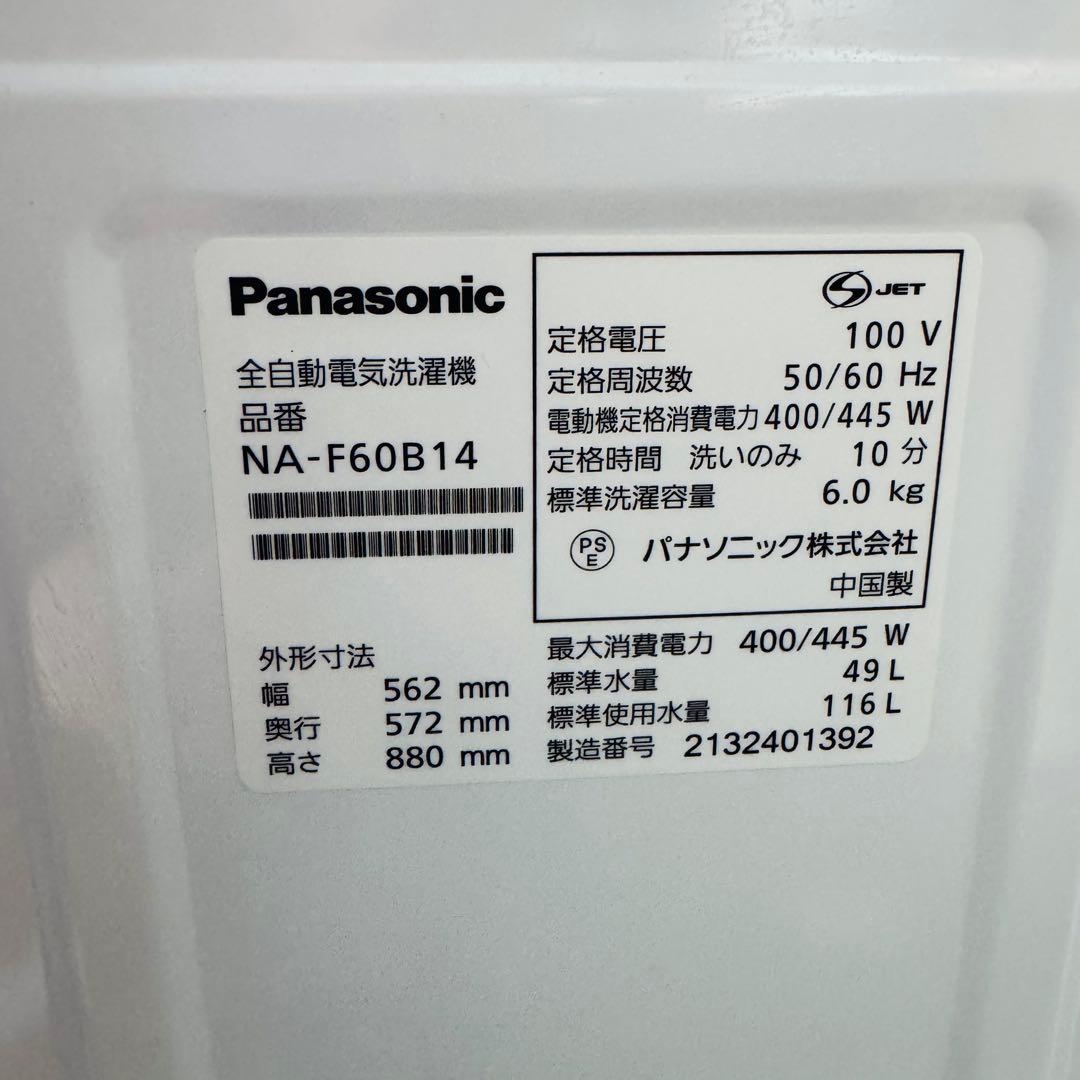 Panasonic
全自動電気洗濯機
品番
NA-F60B14
外形寸法
幅 562 mm
奥行 572 mm
高さ 880 mm
S JET
定格電圧 100 V
定格周波数 50/60 Hz
電動機定格消費電力 400/445 W
定格時間 洗いのみ 10 分
標準洗濯容量 6.0 kg
PS
E
パナソニック株式会社
中国製
最大消費電力 400/445 W
標準水量 49 L
標準使用水量 116 L
製造番号 2132401392